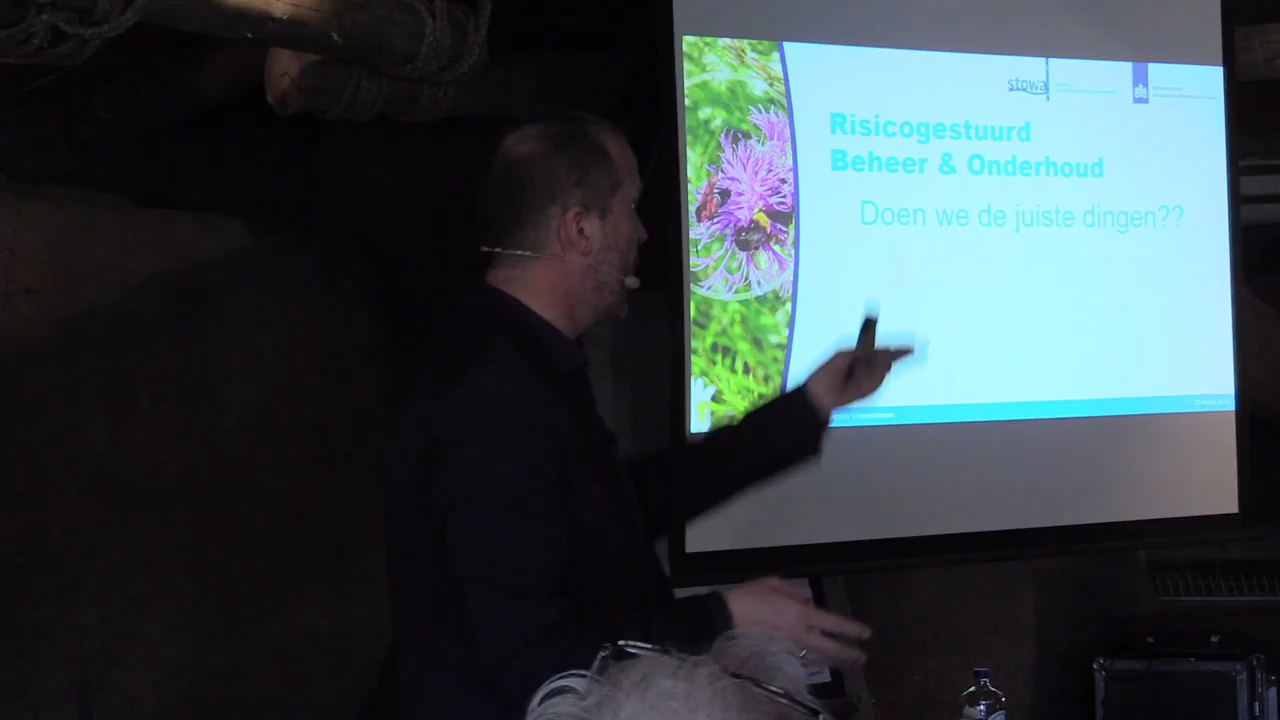 stowa
Risicogestuurd
Beheer & Onderhoud
Doen we de juiste dingen??